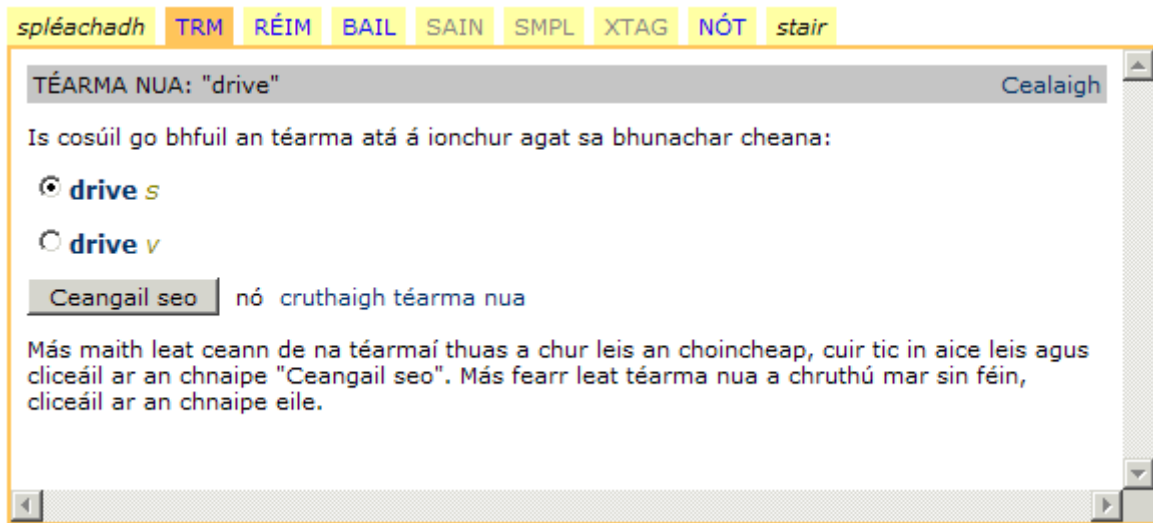 spléachadh TRM RÉIM BAIL SAIN SMPL XTAG NÓT stair
TÉARMA NUA: "drive" Cealaigh
Is cosúil go bhfuil an téarma atá á ionchur agat sa bhunachar cheana:
drive s
drive v
Ceangail seo nó cruthaigh téarma nua
Más maith leat ceann de na téarmaí thuas a chur leis an choincheap, cuir tic in aice leis agus
cliceáil ar an chnaipe "Ceangail seo". Más fearr leat téarma nua a chruthú mar sin féin,
cliceáil ar an chnaipe eile.